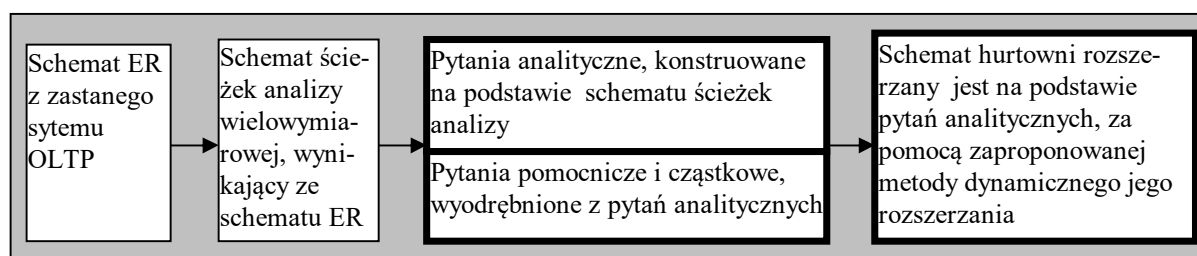 Schemat ER
z zastanego
sytemu
OLTP
Schemat ście-
żek analizy
wielowymia-
rowej, wyni-
kający ze
schematu ER
Pytania analityczne, konstruowane
na podstawie schematu ścieżek
analizy
Pytania pomocnicze i cząstkowe,
wyodrębnione z pytań analitycznych
Schemat hurtowni rozsze-
rzany jest na podstawie
pytań analitycznych, za
pomocą zaproponowanej
metody dynamicznego jego
rozszerzania